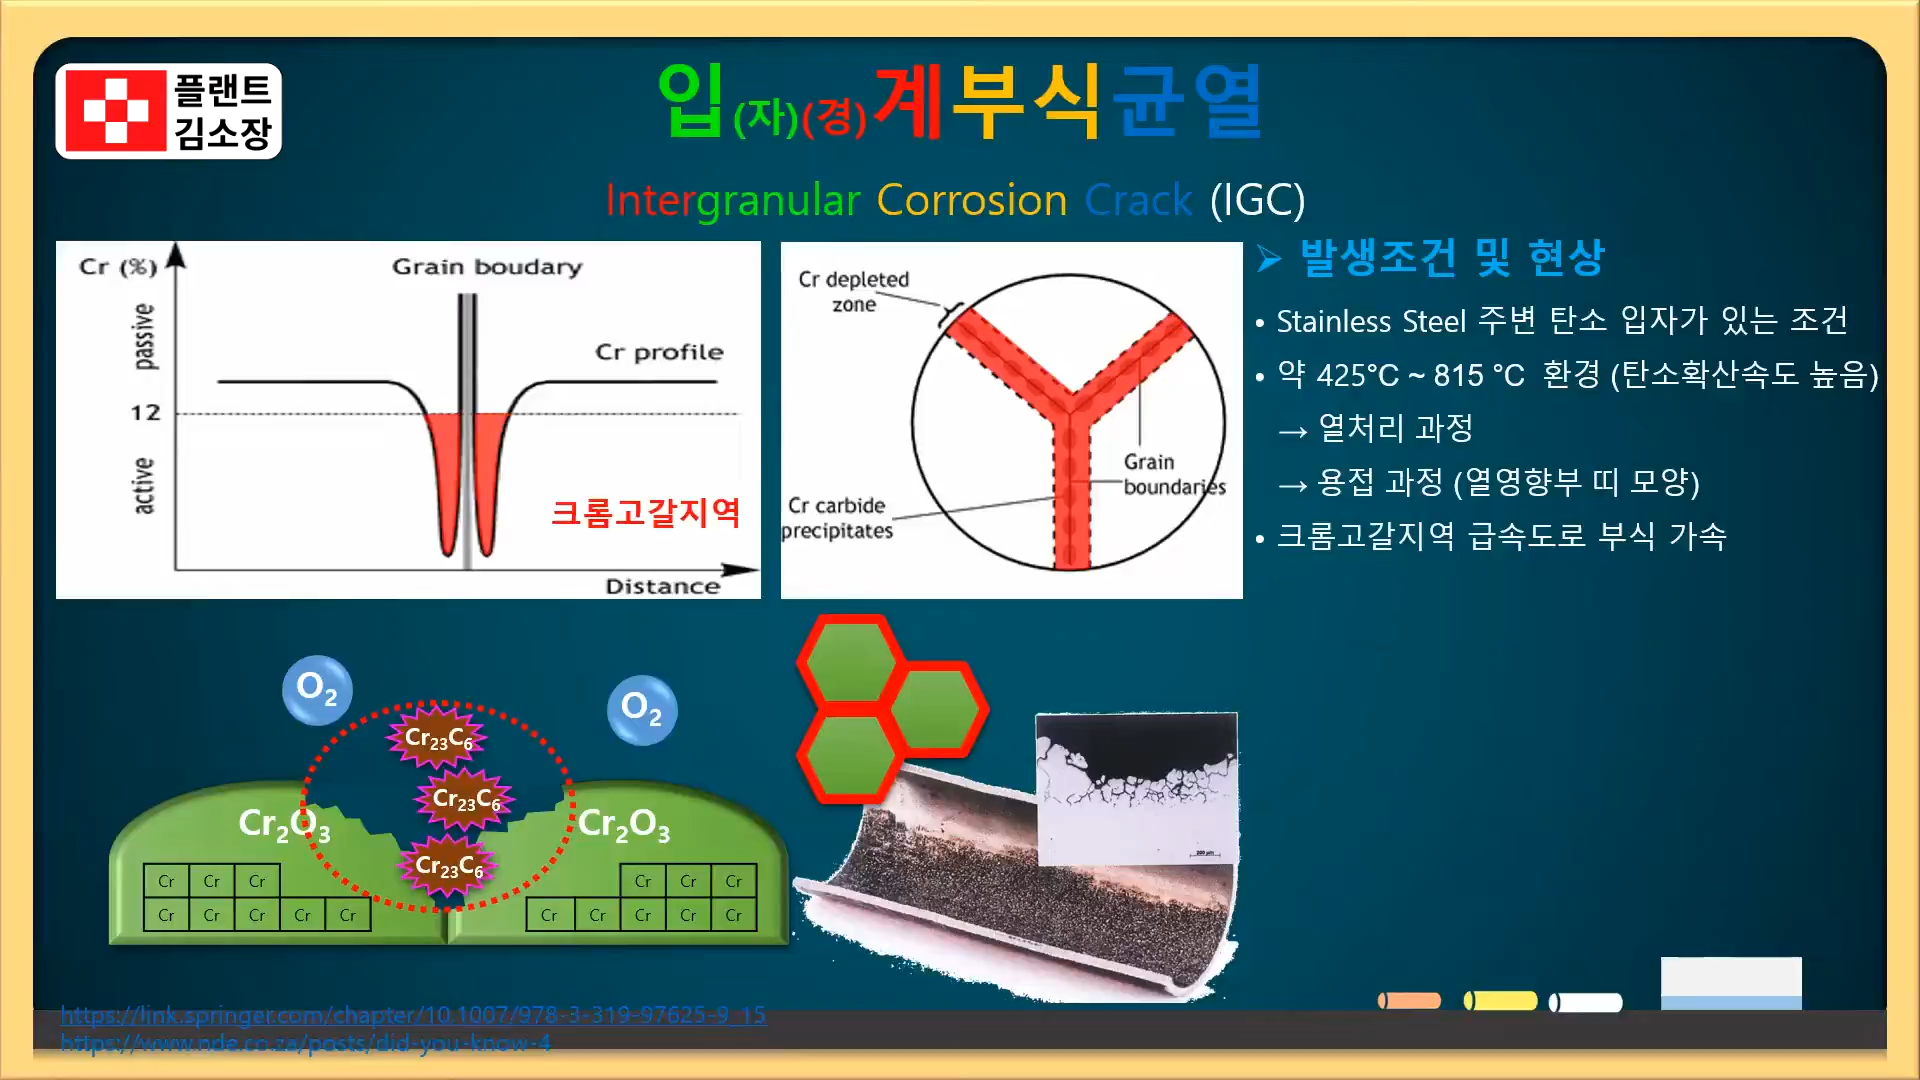 플랜트
김소장
입(자)(경)계부식균열
Intergranular Corrosion Crack (IGC)
Cr (%)
Grain boudary
passive
Cr profile
12
active
크롬고갈지역
Distance
Cr depleted
zone
Grain
boundaries
Cr carbide
precipitates
➢ 발생조건 및 현상
• Stainless Steel 주변 탄소 입자가 있는 조건
• 약 425℃ ~ 815 ℃ 환경 (탄소확산속도 높음)
→ 열처리 과정
→ 용접 과정 (열영향부 띠 모양)
• 크롬고갈지역 급속도로 부식 가속
O₂
O₂
Cr₂₃C₆
Cr₂₃C₆
Cr₂₃C₆
Cr₂O₃
Cr₂O₃
Cr Cr Cr
Cr Cr Cr Cr Cr
Cr Cr Cr
Cr Cr Cr Cr Cr
200 µm
https://link.springer.com/chapter/10.1007/978-3-319-97625-9_15
https://www.nde.co.za/posts/did-you-know-4